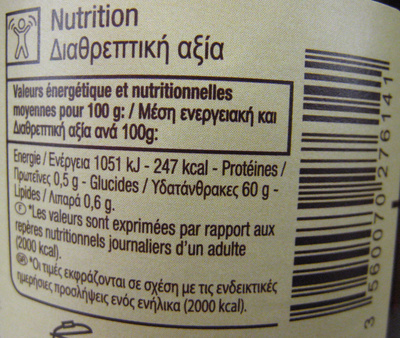 Nutrition
Διαθρεπτική αξία
Valeurs énergétique et nutritionnelles
moyennes pour 100 g: / Μέση ενεργειακή και
Διαθρεπτική αξία ανά 100g:
Energie / Ενέργεια 1051 kJ - 247 kcal - Protéines /
Πρωτεΐνες 0,5 g - Glucides / Υδατάνθρακες 60 g -
Lipides / Λιπαρά 0,6 g.
F *Les valeurs sont exprimées par rapport aux
repères nutritionnels journaliers d'un adulte
(2000 kcal).
GR *Οι τιμές εκφράζονται σε σχέση με τις ενδεικτικές
ημερήσιες προσλήψεις ενός ενήλικα (2000 kcal).
3 560070 276141